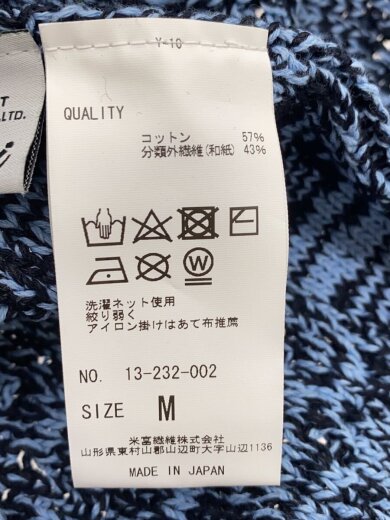 Y-10
T
LTD.
QUALITY
コットン 57%
分類外繊維(和紙) 43%
W
洗濯ネット使用
絞り弱く
アイロン掛けはあて布推薦
NO. 13-232-002
SIZE M
米富繊維株式会社
山形県東村山郡山辺町大字山辺1136
MADE IN JAPAN